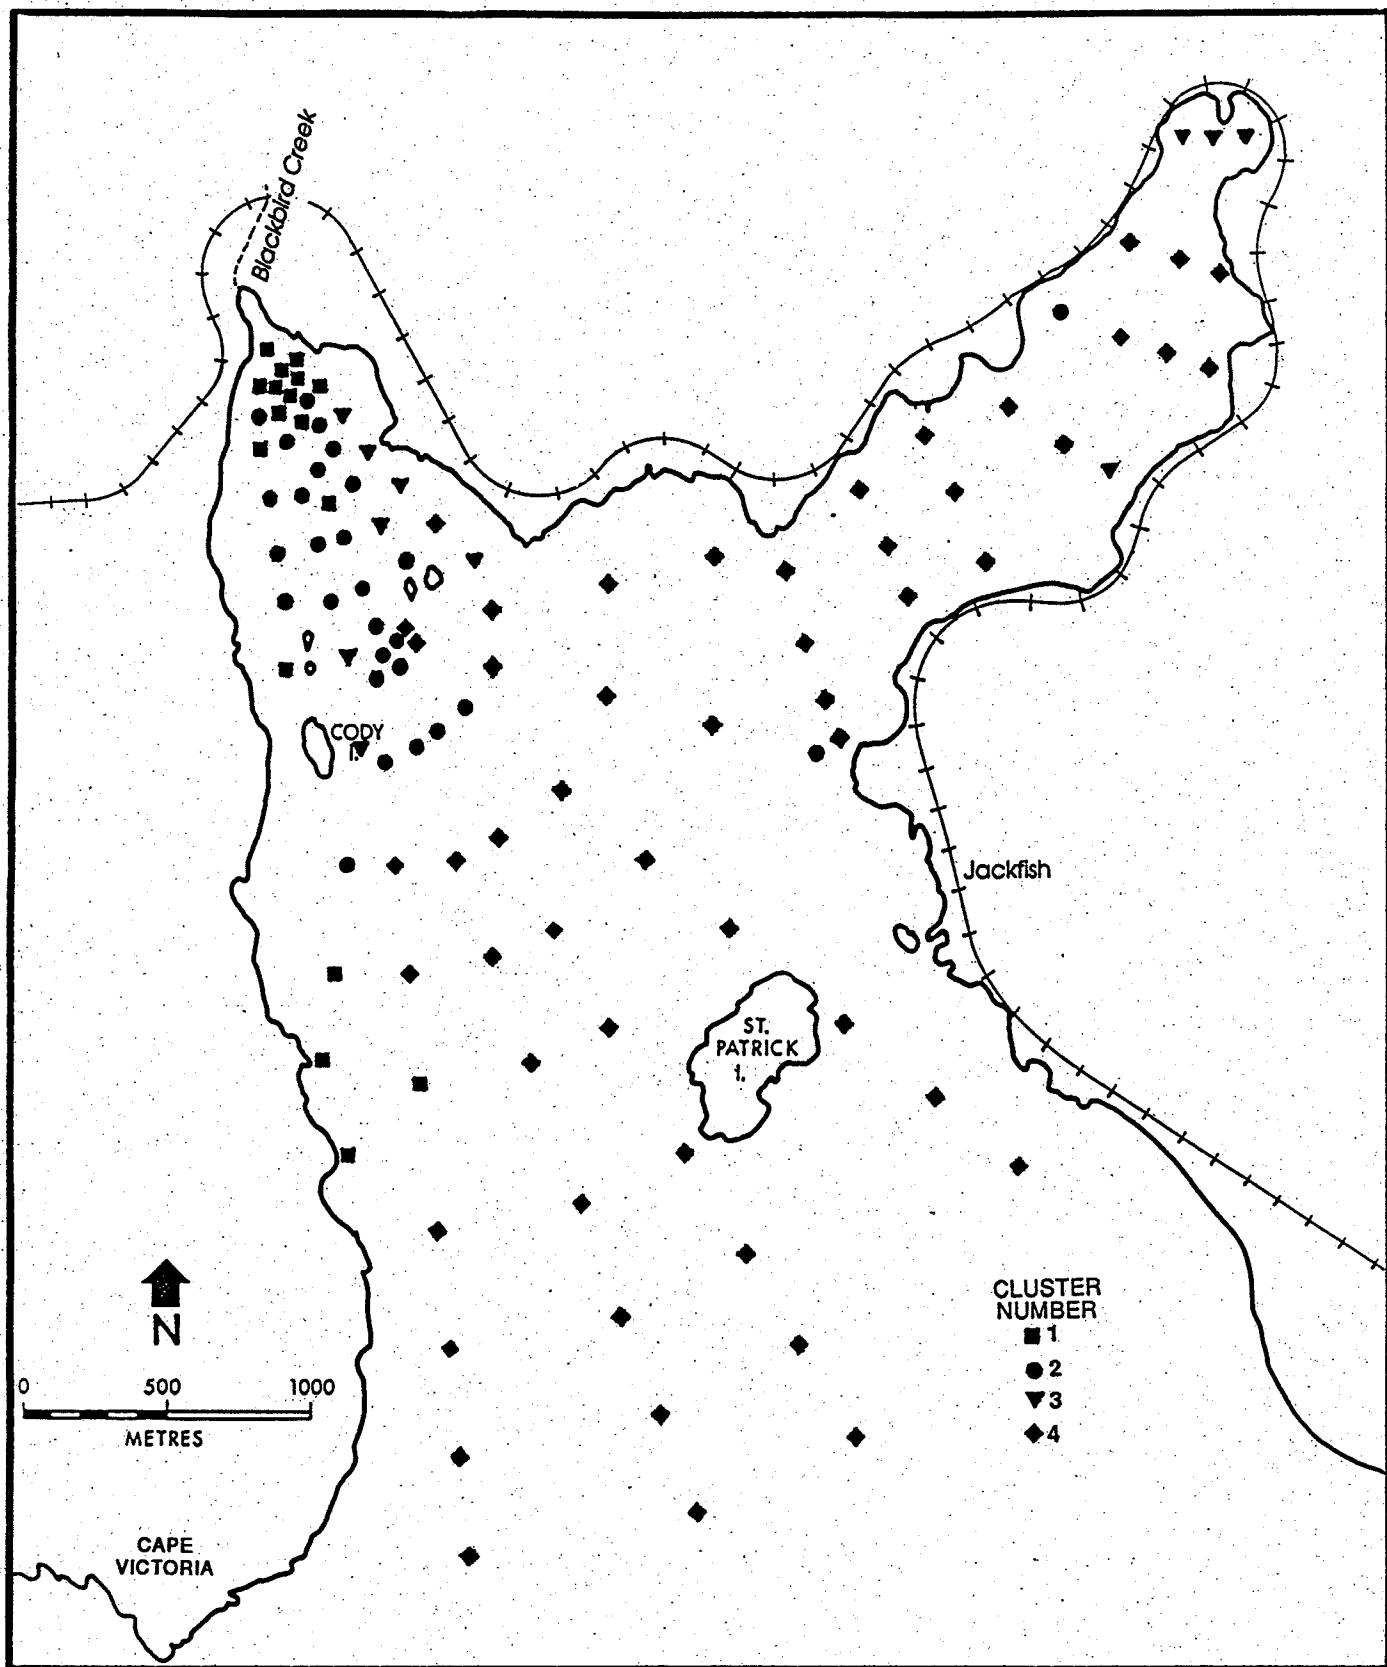 Blackbird Creek
CODY
I.
Jackfish
ST.
PATRICK
I.
CLUSTER
NUMBER
1
2
3
4
N
0 500 1000
METRES
CAPE
VICTORIA